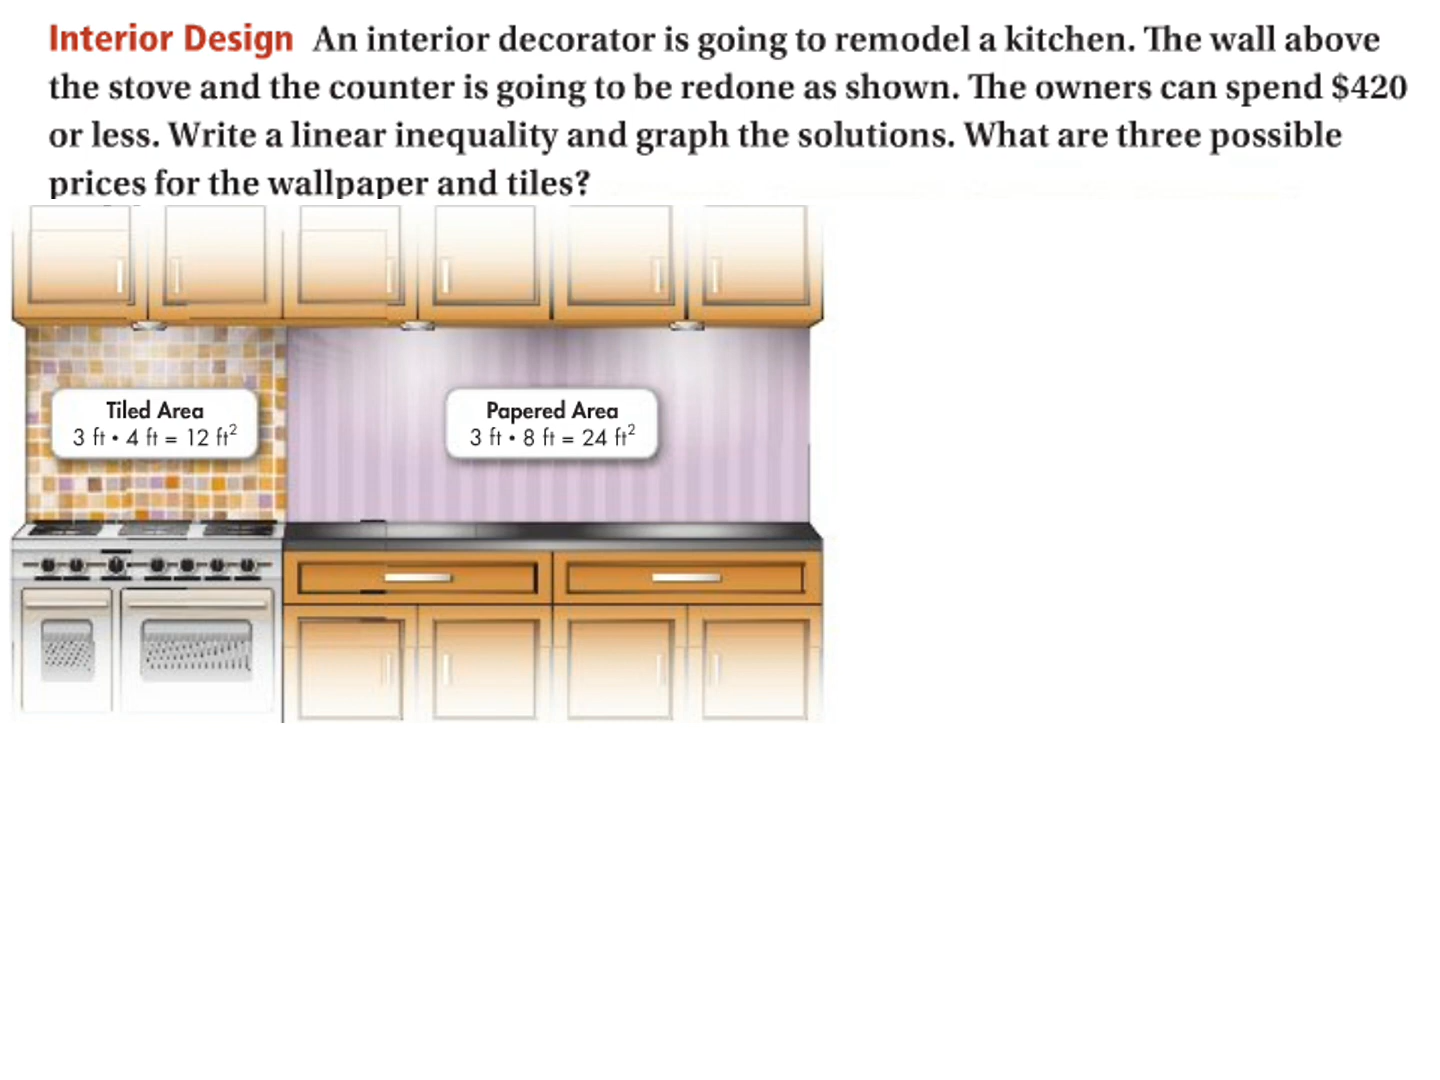 Interior Design An interior decorator is going to remodel a kitchen. The wall above
the stove and the counter is going to be redone as shown. The owners can spend $420
or less. Write a linear inequality and graph the solutions. What are three possible
prices for the wallpaper and tiles?
Tiled Area
3 ft • 4 ft = 12 ft²
Papered Area
3 ft • 8 ft = 24 ft²